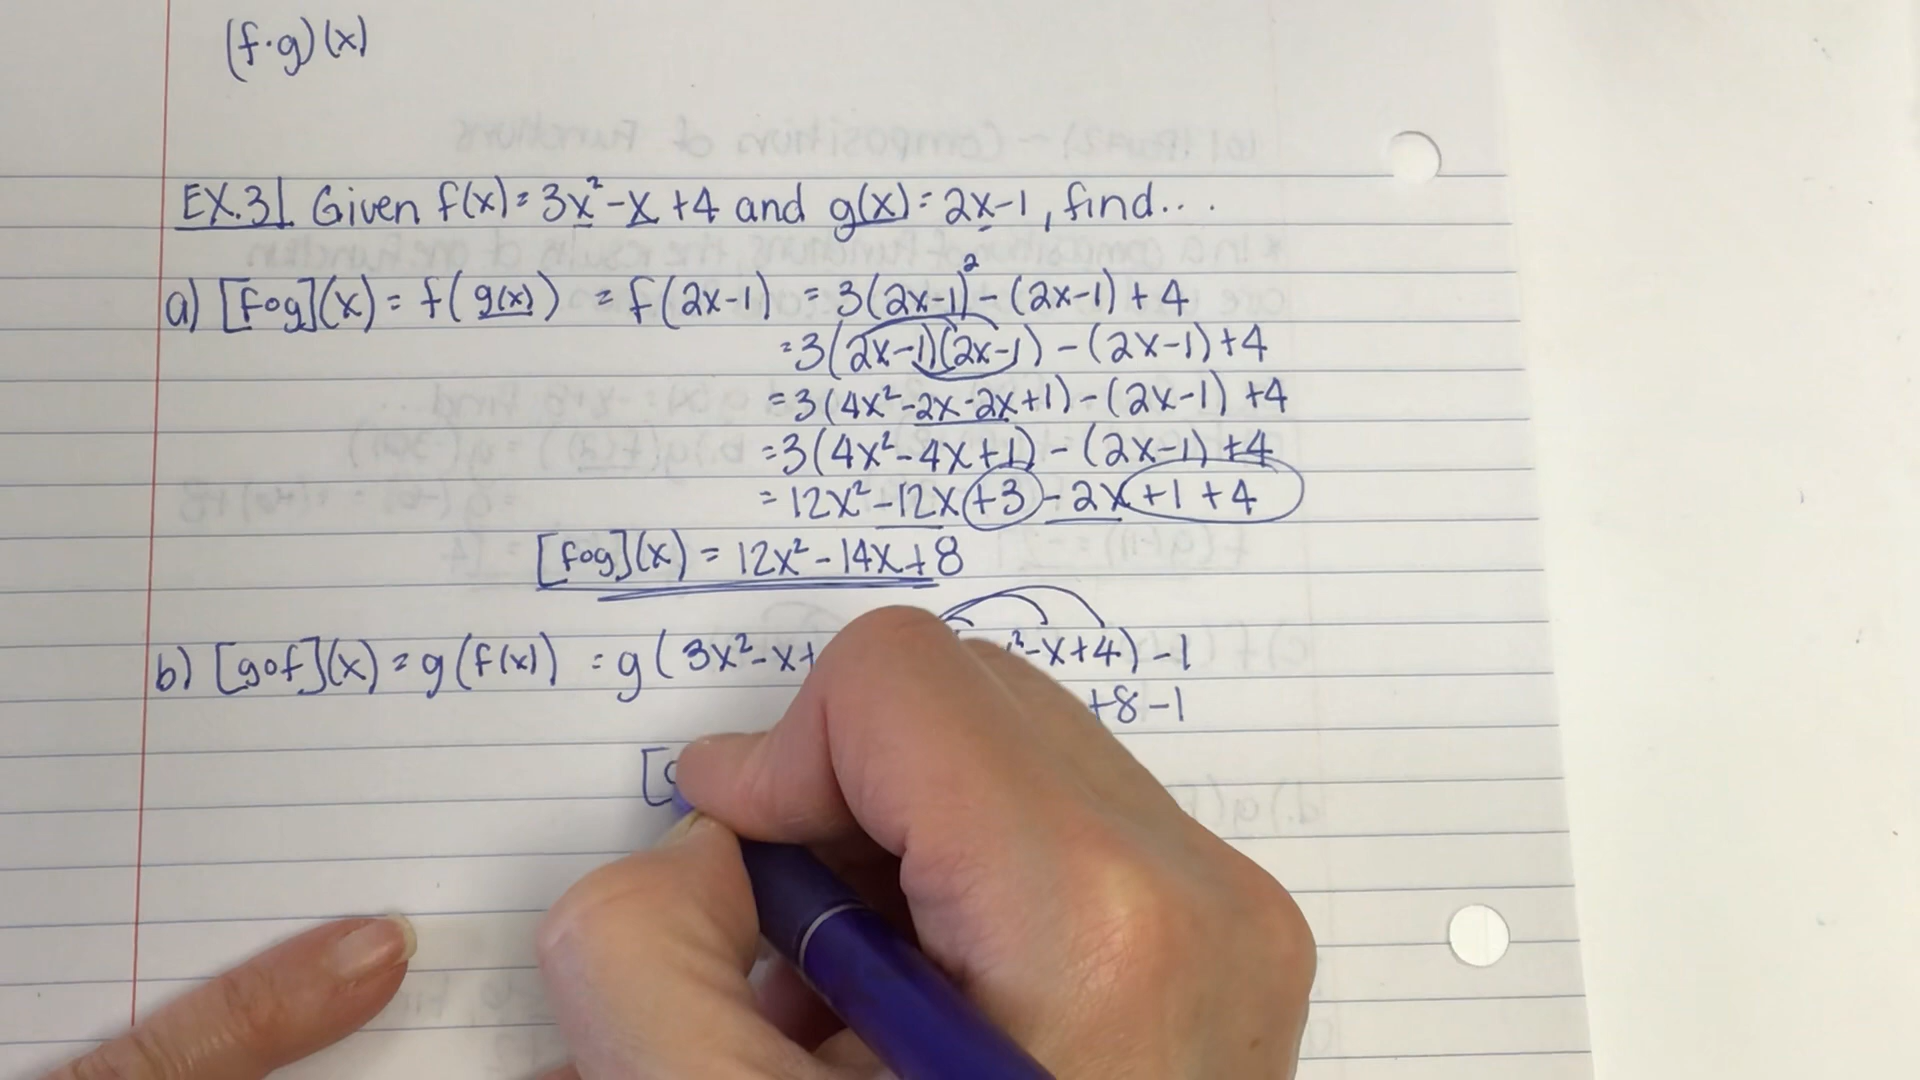 (f·g)(x)
EX.3| Given f(x) = 3x² - x + 4 and g(x) = 2x - 1, find...
a) [f∘g](x) = f(g(x)) = f(2x-1) = 3(2x-1)² - (2x-1) + 4
= 3(2x-1)(2x-1) - (2x-1) + 4
= 3(4x² - 2x - 2x + 1) - (2x-1) + 4
= 3(4x² - 4x + 1) - (2x-1) + 4
= 12x² - 12x + 3 - 2x + 1 + 4
[f∘g](x) = 12x² - 14x + 8
b) [g∘f](x) = g(f(x)) = g(3x² - x + ² - x + 4) - 1
+ 8 - 1
[